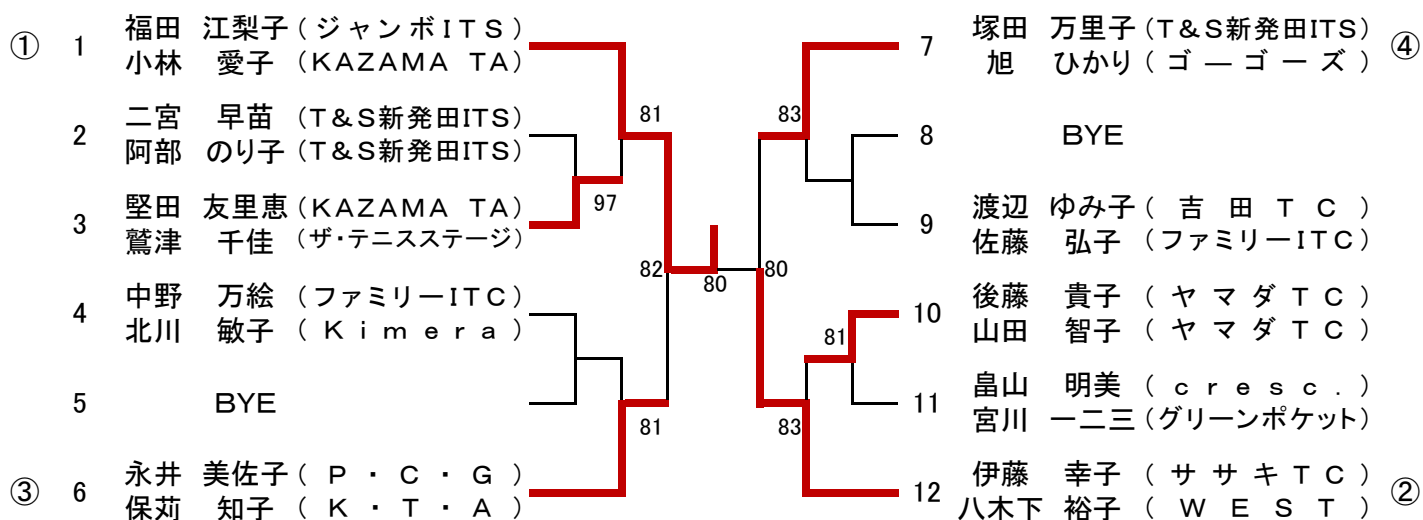 ① 1 福田 江梨子(ジャンボITS)
小林 愛子(KAZAMA TA)
2 二宮 早苗(T&S新発田ITS)
阿部 のり子(T&S新発田ITS)
3 堅田 友里恵(KAZAMA TA)
鷲津 千佳(ザ・テニスステージ)
4 中野 万絵(ファミリーITC)
北川 敏子(Kimera)
5 BYE
③ 6 永井 美佐子(P・C・G)
保苅 知子(K・T・A)
81
97
82
81
80
80
83
81
83
7 塚田 万里子(T&S新発田ITS) ④
旭 ひかり(ゴーゴーズ)
8 BYE
9 渡辺 ゆみ子(吉田TC)
佐藤 弘子(ファミリーITC)
10 後藤 貴子(ヤマダTC)
山田 智子(ヤマダTC)
11 畠山 明美(cresc.)
宮川 一二三(グリーンポケット)
12 伊藤 幸子(ササキTC) ②
八木下 裕子(WEST)